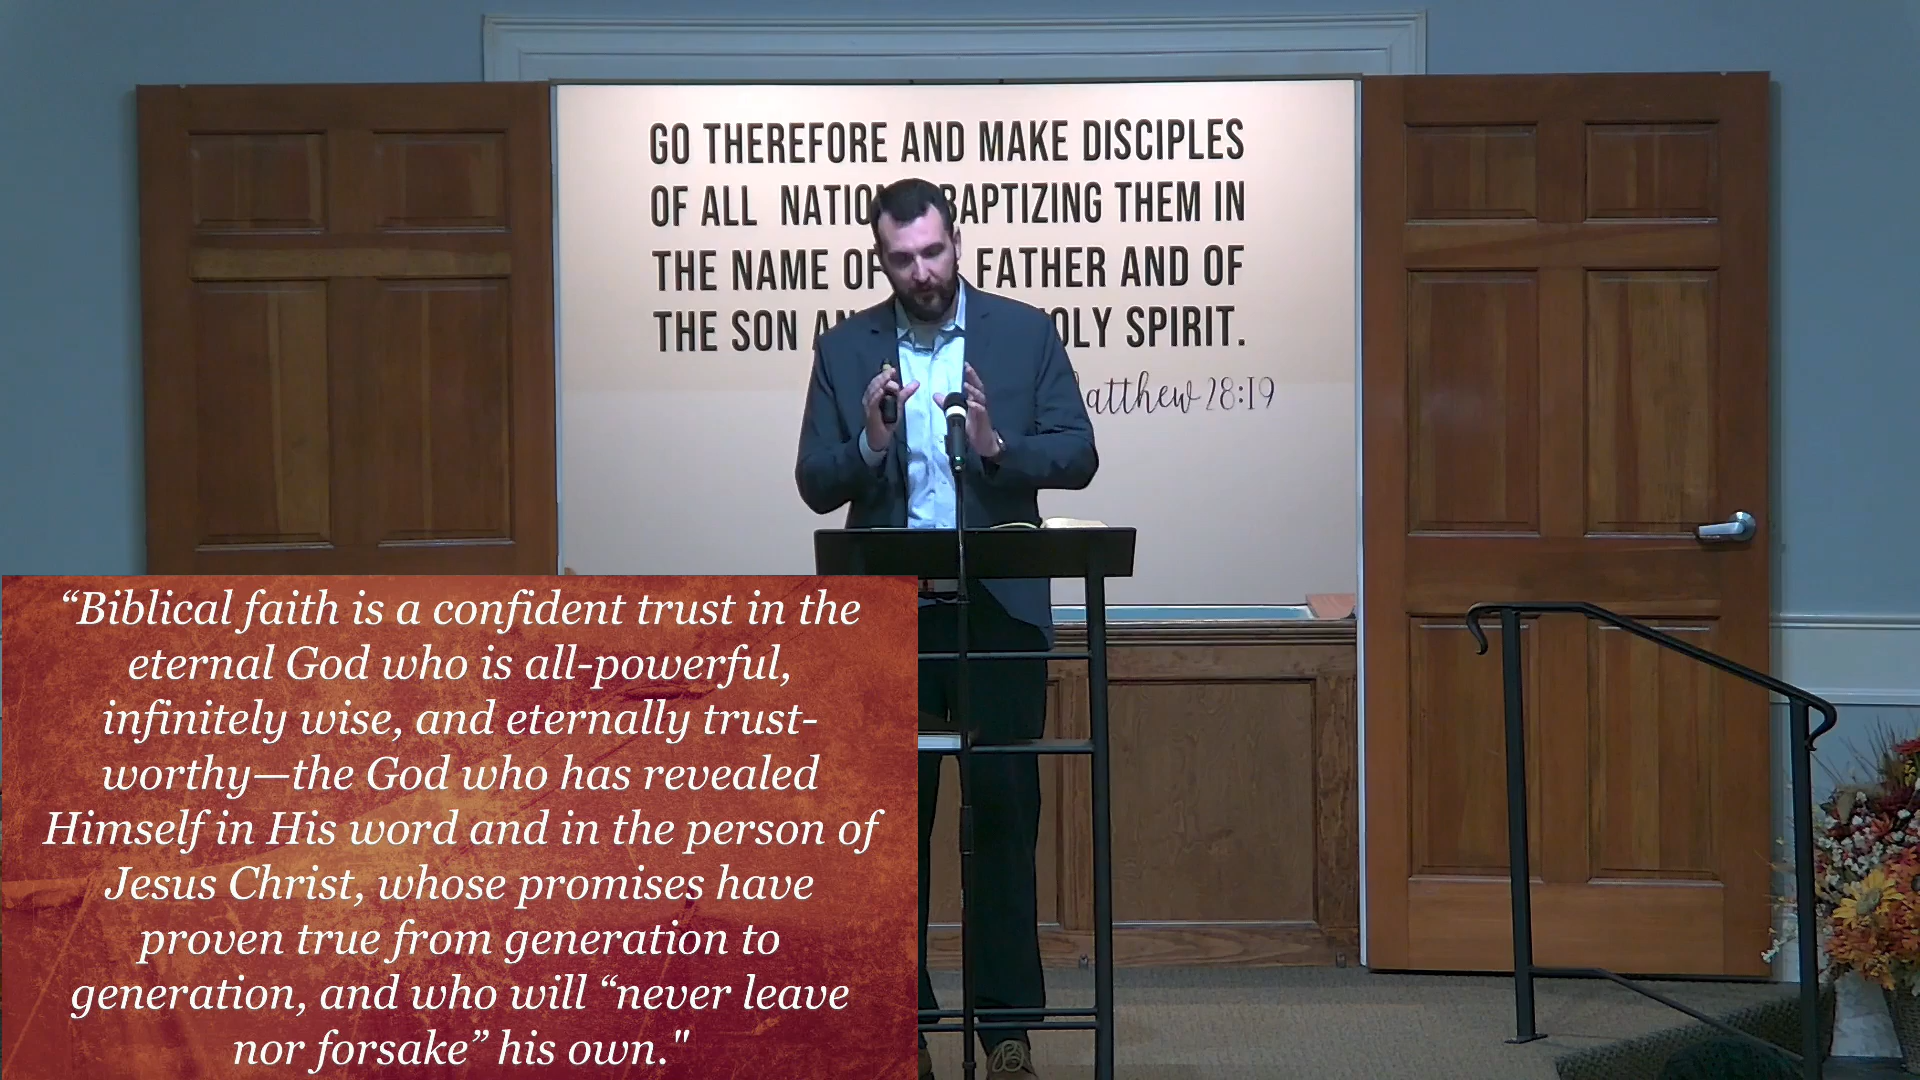 GO THEREFORE AND MAKE DISCIPLES
OF ALL NATIO BAPTIZING THEM IN
THE NAME OF FATHER AND OF
THE SON AN OLY SPIRIT.
atthew 28:19
“Biblical faith is a confident trust in the
eternal God who is all-powerful,
infinitely wise, and eternally trust-
worthy—the God who has revealed
Himself in His word and in the person of
Jesus Christ, whose promises have
proven true from generation to
generation, and who will “never leave
nor forsake” his own."